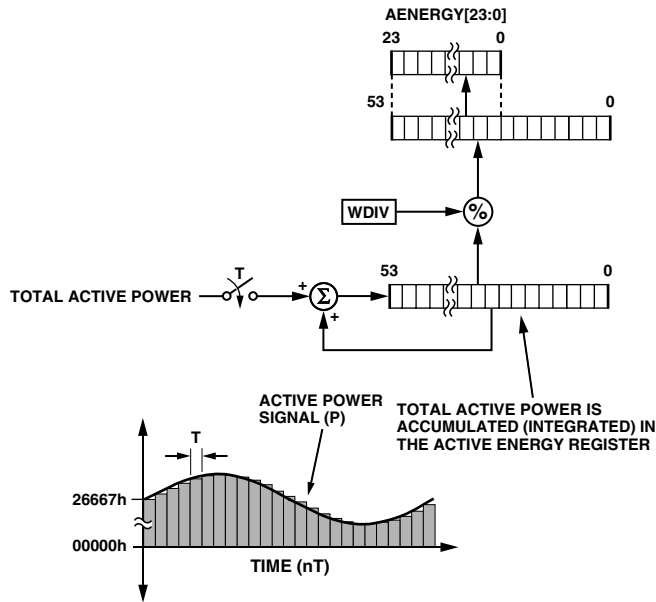 AENERGY[23:0]
23 0
53 0
WDIV
%
53 0
TOTAL ACTIVE POWER
T
+
Σ
+
ACTIVE POWER
SIGNAL (P)
TOTAL ACTIVE POWER IS
ACCUMULATED (INTEGRATED) IN
THE ACTIVE ENERGY REGISTER
T
26667h
00000h
TIME (nT)